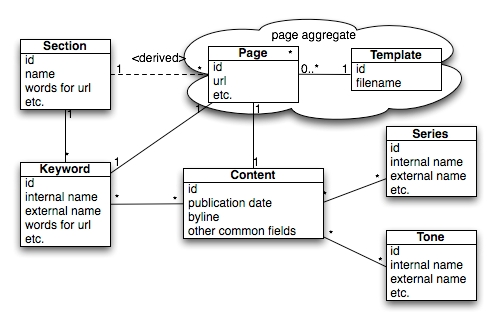 page aggregate
Section
id
name
words for url
etc.
<derived>
1
*
Page
*
id
url
etc.
0..*
1
Template
id
filename
1
1
1
*
1
1
Keyword
id
internal name
external name
words for url
etc.
*
*
Content
id
publication date
byline
other common fields
*
*
Series
id
internal name
external name
etc.
*
*
Tone
id
internal name
external name
etc.